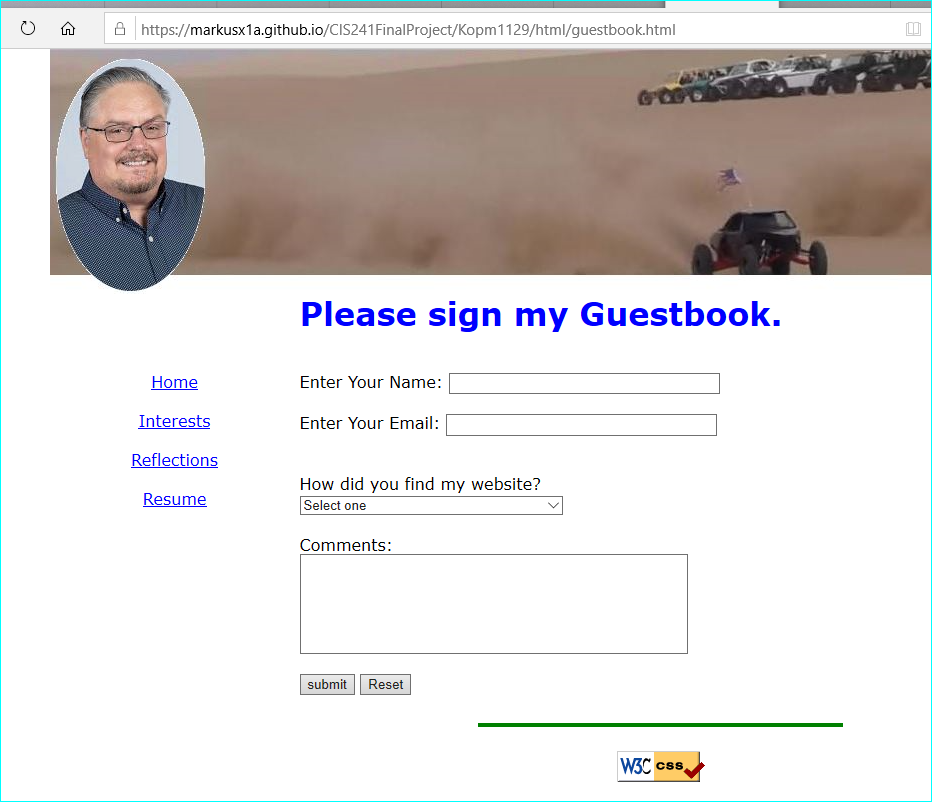 https://markusx1a.github.io/CIS241FinalProject/Kopm1129/html/guestbook.html
Please sign my Guestbook.
Home
Interests
Reflections
Resume
Enter Your Name:
Enter Your Email:
How did you find my website?
Select one
Comments:
submit Reset
W3C css